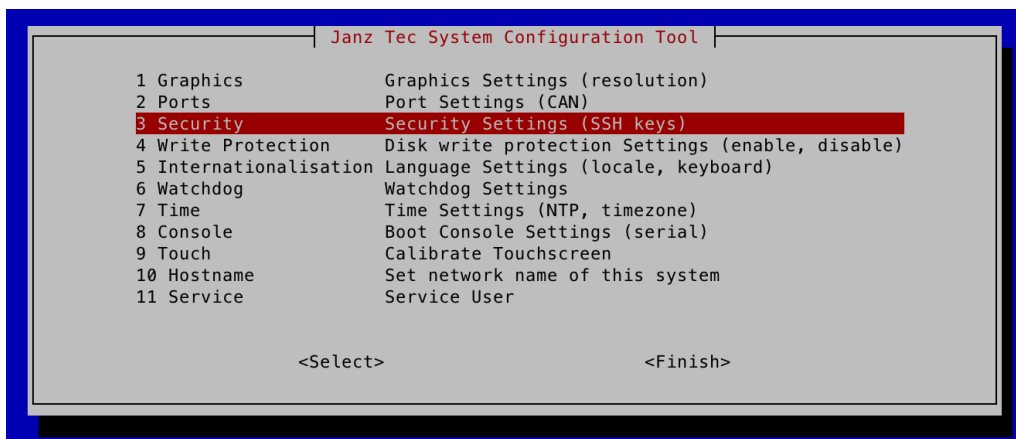 Janz Tec System Configuration Tool
1 Graphics Graphics Settings (resolution)
2 Ports Port Settings (CAN)
3 Security Security Settings (SSH keys)
4 Write Protection Disk write protection Settings (enable, disable)
5 Internationalisation Language Settings (locale, keyboard)
6 Watchdog Watchdog Settings
7 Time Time Settings (NTP, timezone)
8 Console Boot Console Settings (serial)
9 Touch Calibrate Touchscreen
10 Hostname Set network name of this system
11 Service Service User
<Select> <Finish>